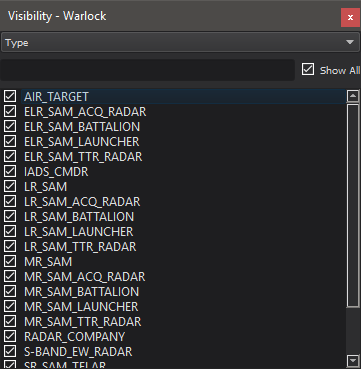 Visibility - Warlock
Type
Show All
AIR_TARGET
ELR_SAM_ACQ_RADAR
ELR_SAM_BATTALION
ELR_SAM_LAUNCHER
ELR_SAM_TTR_RADAR
IADS_CMDR
LR_SAM
LR_SAM_ACQ_RADAR
LR_SAM_BATTALION
LR_SAM_LAUNCHER
LR_SAM_TTR_RADAR
MR_SAM
MR_SAM_ACQ_RADAR
MR_SAM_BATTALION
MR_SAM_LAUNCHER
MR_SAM_TTR_RADAR
RADAR_COMPANY
S-BAND_EW_RADAR
SR_SAM_TELAR